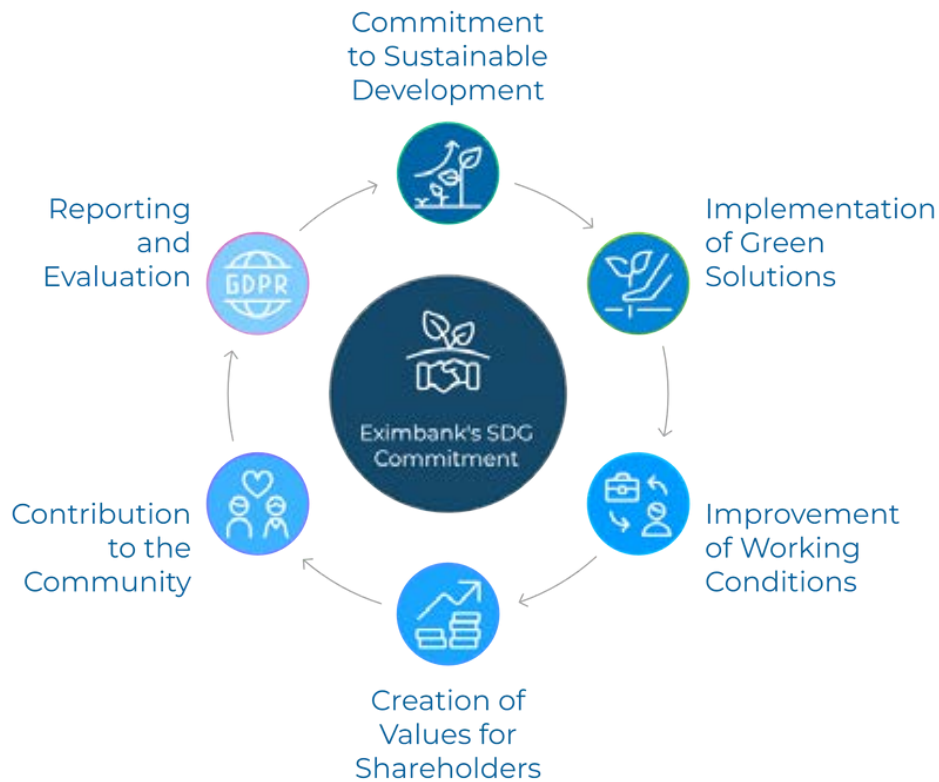 Commitment
to Sustainable
Development
Implementation
of Green
Solutions
Improvement
of Working
Conditions
Creation of
Values for
Shareholders
Contribution
to the
Community
Reporting
and
Evaluation
GDPR
Eximbank's SDG
Commitment